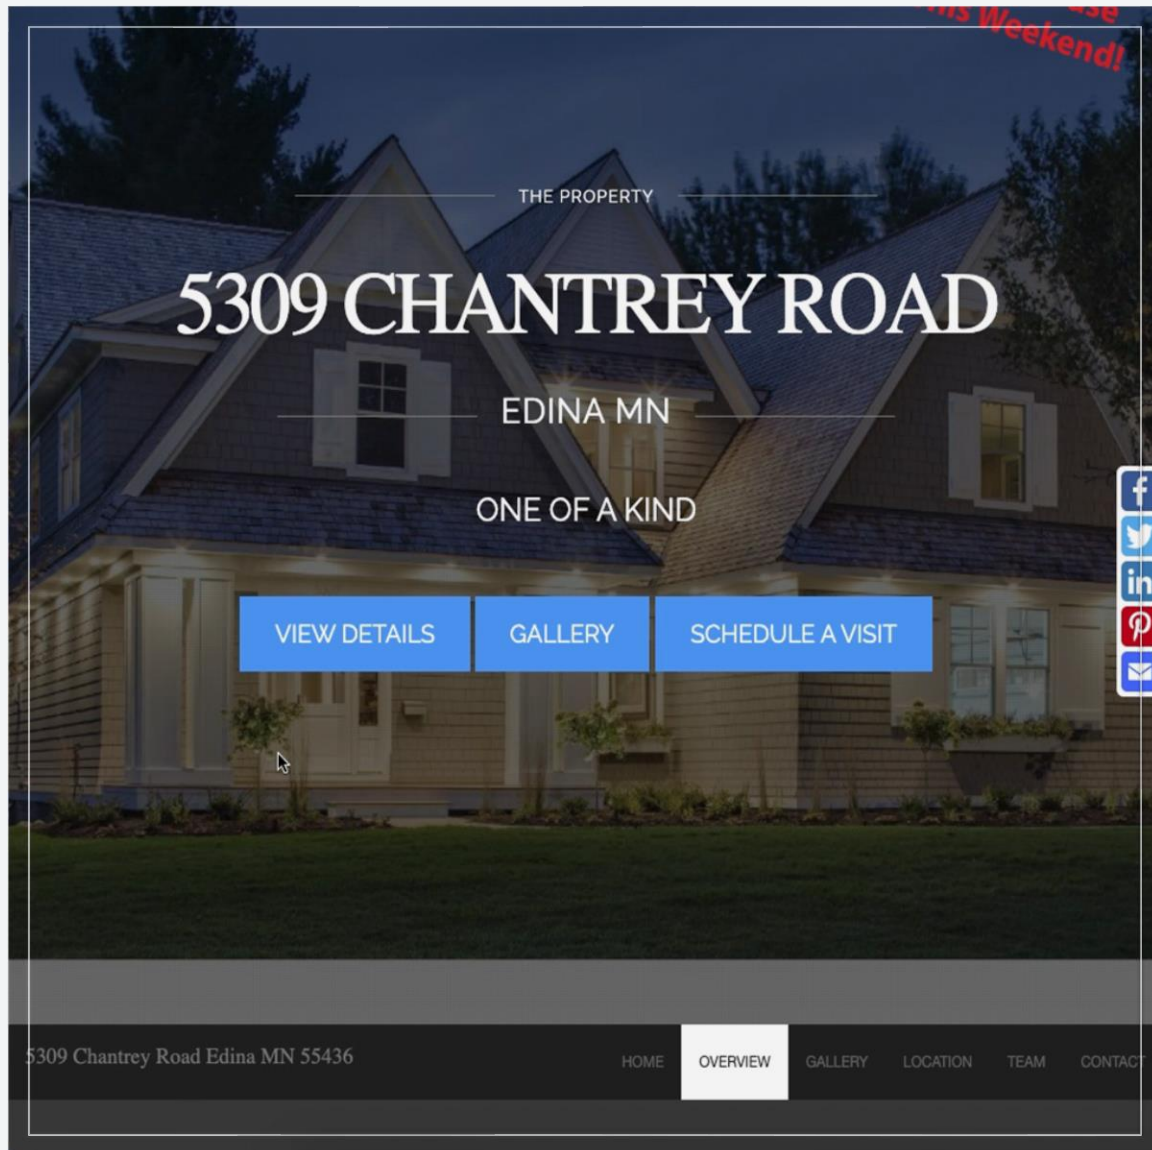 Weekend!
THE PROPERTY
5309 CHANTREY ROAD
EDINA MN
ONE OF A KIND
VIEW DETAILS
GALLERY
SCHEDULE A VISIT
5309 Chantrey Road Edina MN 55436
HOME
OVERVIEW
GALLERY
LOCATION
TEAM
CONTACT